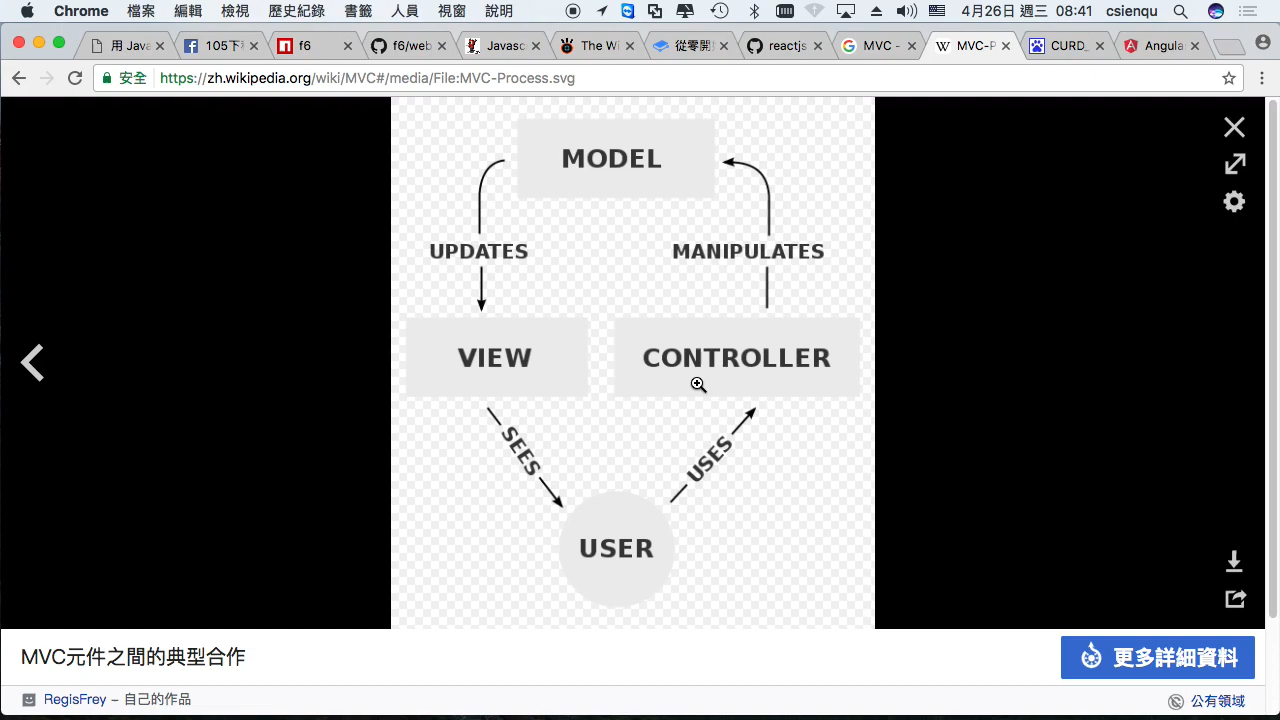 Chrome 檔案 編輯 檢視 歷史紀錄 書籤 人員 視窗 說明 4月26日 週三 08:41 csienqu
用 Jav 105下 f6 f6/web Javasc The Wi 從零開 reactjs MVC - MVC-P CURD_ Angula
安全 https://zh.wikipedia.org/wiki/MVC#/media/File:MVC-Process.svg
MODEL
UPDATES MANIPULATES
VIEW CONTROLLER
SEES USES
USER
MVC元件之間的典型合作
更多詳細資料
RegisFrey – 自己的作品
公有領域